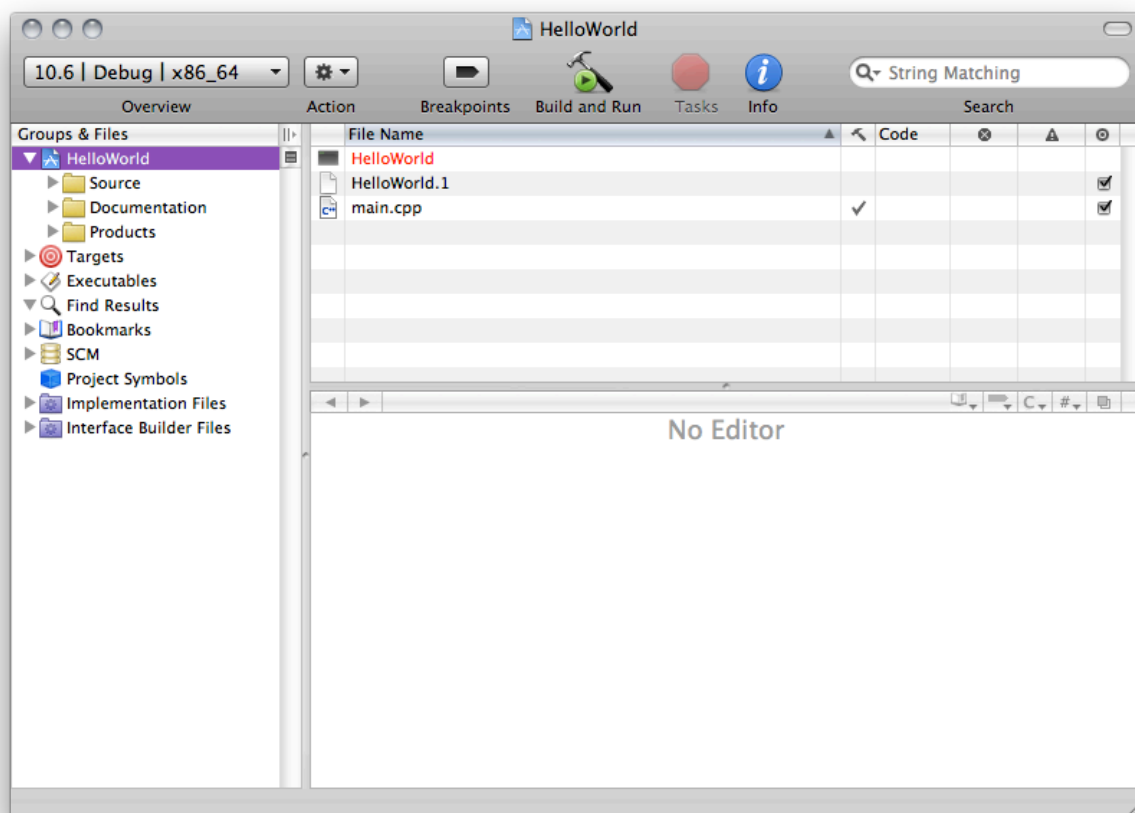 HelloWorld
10.6 | Debug | x86_64
String Matching
Overview
Action
Breakpoints
Build and Run
Tasks
Info
Search
Groups & Files
HelloWorld
Source
Documentation
Products
Targets
Executables
Find Results
Bookmarks
SCM
Project Symbols
Implementation Files
Interface Builder Files
File Name
Code
HelloWorld
HelloWorld.1
main.cpp
C
#
No Editor